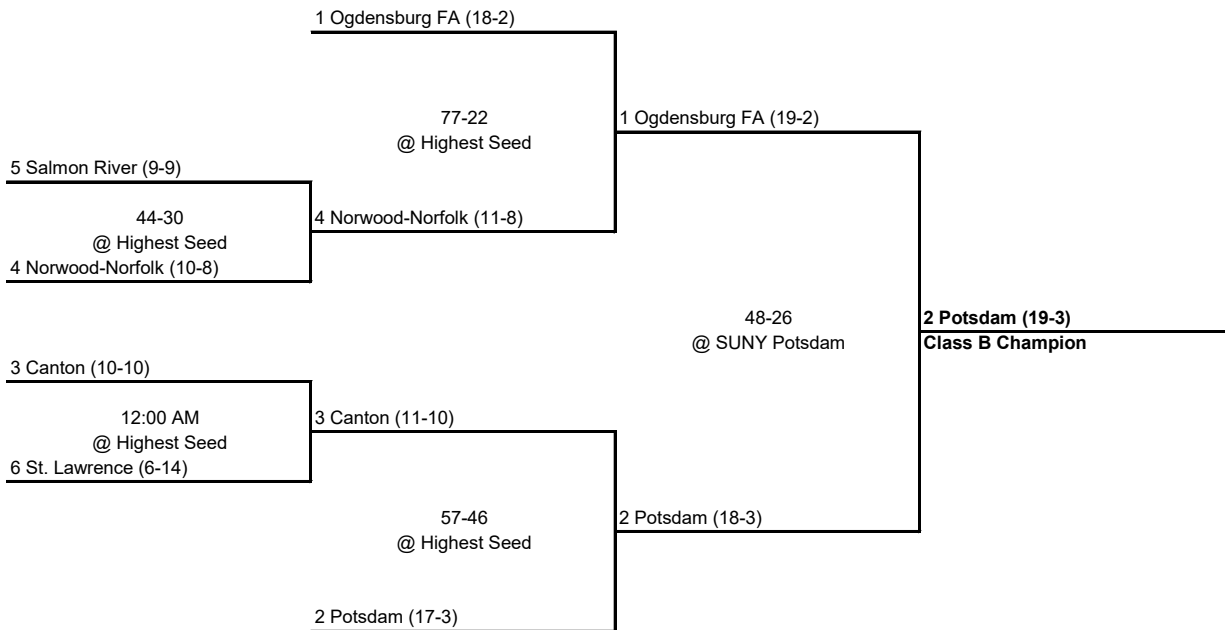 1 Ogdensburg FA (18-2)
77-22
@ Highest Seed
1 Ogdensburg FA (19-2)
5 Salmon River (9-9)
44-30
@ Highest Seed
4 Norwood-Norfolk (11-8)
4 Norwood-Norfolk (10-8)
48-26
@ SUNY Potsdam
2 Potsdam (19-3)
Class B Champion
3 Canton (10-10)
12:00 AM
@ Highest Seed
3 Canton (11-10)
6 St. Lawrence (6-14)
57-46
@ Highest Seed
2 Potsdam (18-3)
2 Potsdam (17-3)